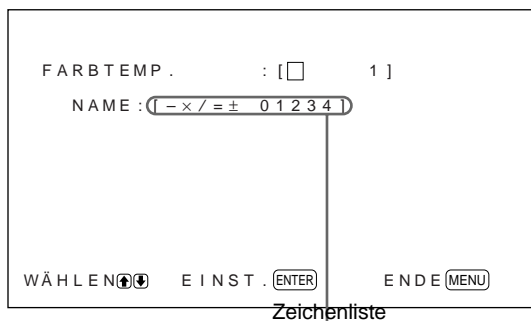 FARBTEMP. :[□ 1]
NAME:[−×/=± 01234]
WÄHLEN⬆⬇ EINST.ENTER ENDE MENU
Zeichenliste